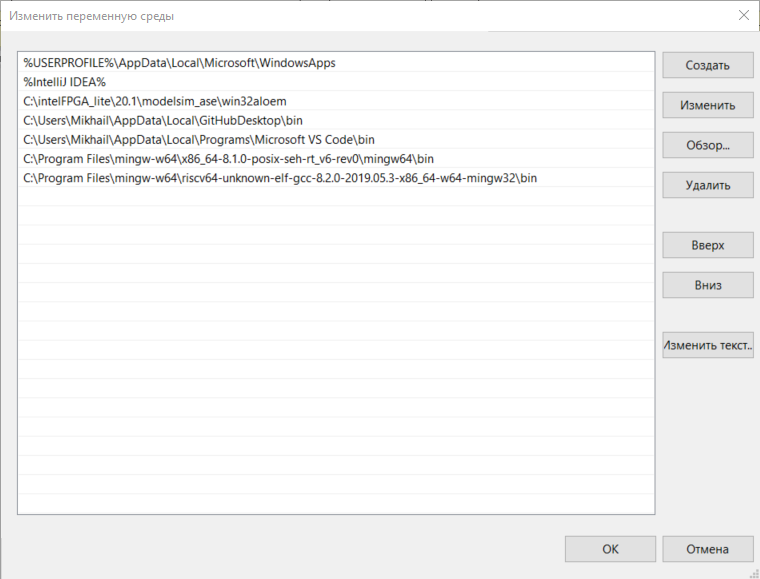 Изменить переменную среды
%USERPROFILE%\AppData\Local\Microsoft\WindowsApps
%IntelliJ IDEA%
C:\intelFPGA_lite\20.1\modelsim_ase\win32aloem
C:\Users\Mikhail\AppData\Local\GitHubDesktop\bin
C:\Users\Mikhail\AppData\Local\Programs\Microsoft VS Code\bin
C:\Program Files\mingw-w64\x86_64-8.1.0-posix-seh-rt_v6-rev0\mingw64\bin
C:\Program Files\mingw-w64\riscv64-unknown-elf-gcc-8.2.0-2019.05.3-x86_64-w64-mingw32\bin
Создать
Изменить
Обзор...
Удалить
Вверх
Вниз
Изменить текст...
OK
Отмена